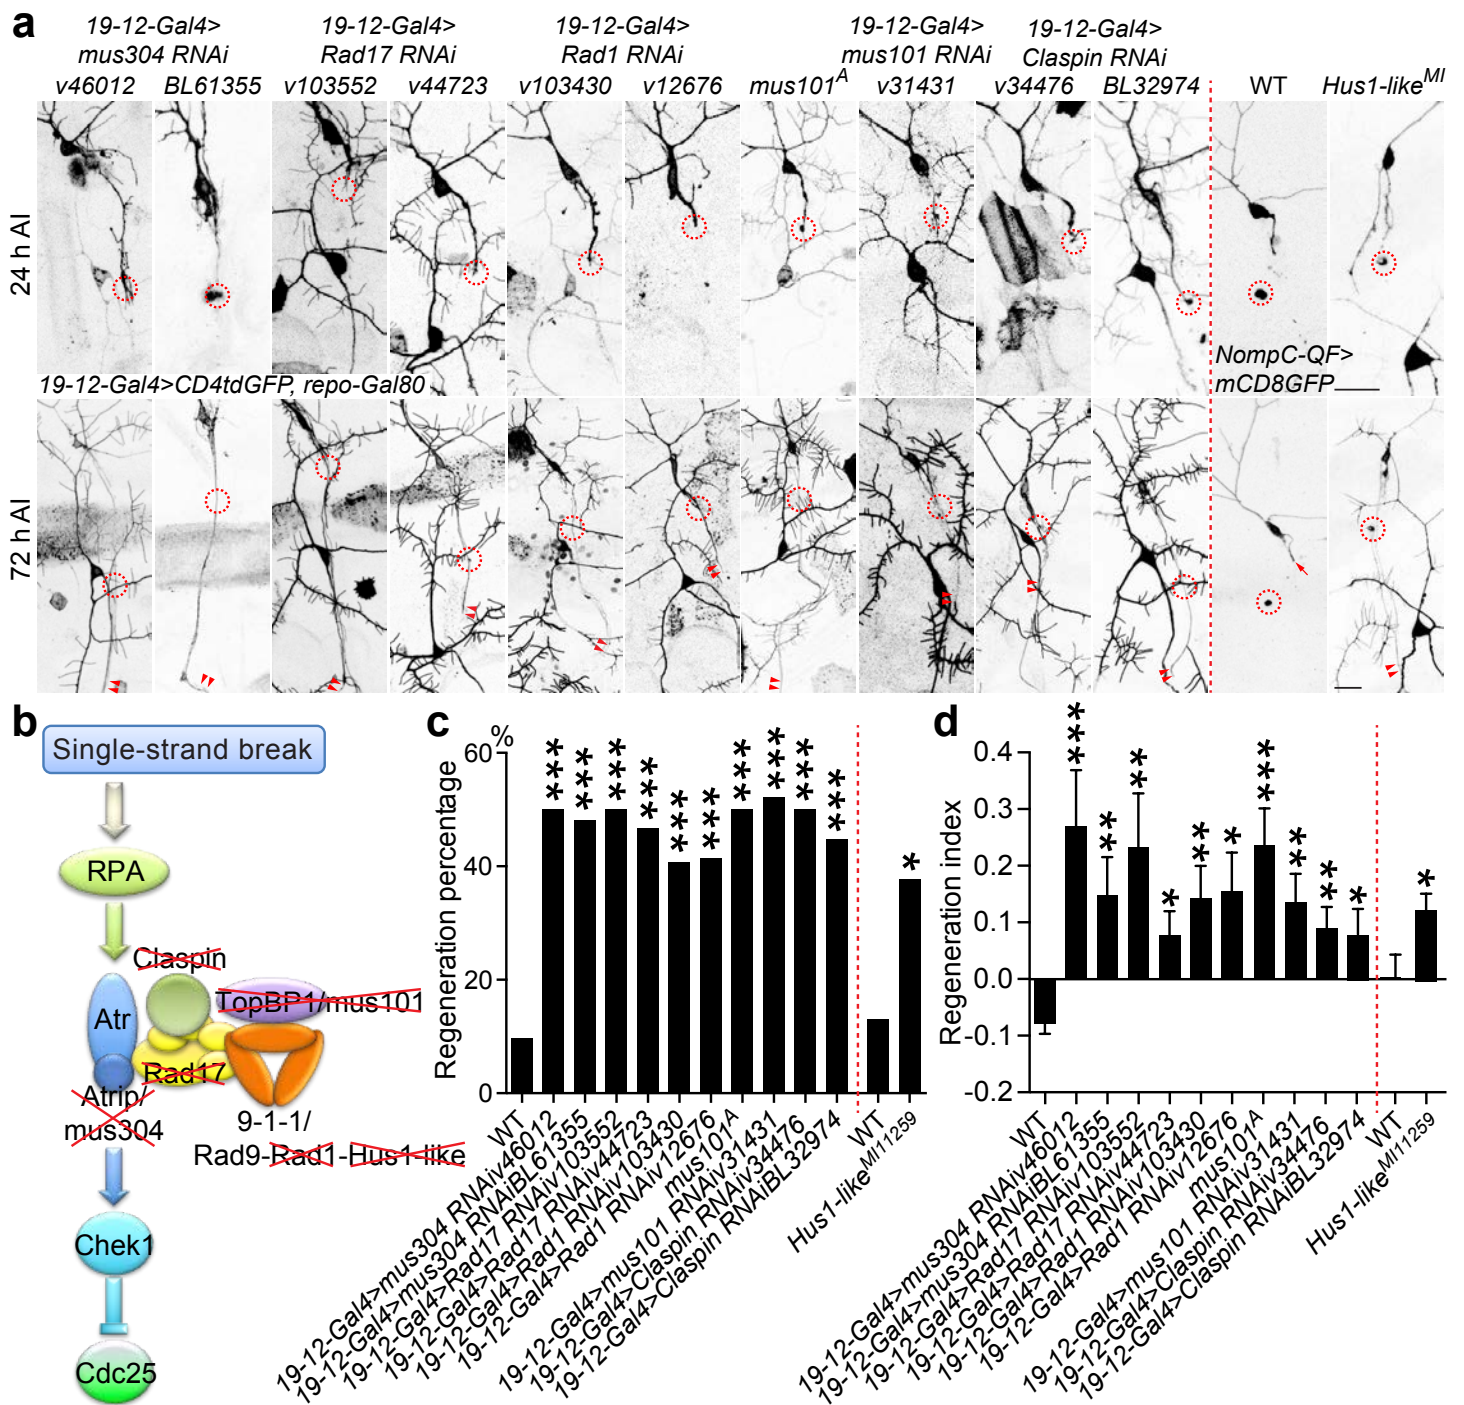 a
19-12-Gal4>
mus304 RNAi
19-12-Gal4>
Rad17 RNAi
19-12-Gal4>
Rad1 RNAi
19-12-Gal4>
mus101 RNAi
19-12-Gal4>
Claspin RNAi
v46012 BL61355 v103552 v44723 v103430 v12676 mus101A v31431 v34476 BL32974 WT Hus1-likeMI
24 h AI
19-12-Gal4>CD4tdGFP, repo-Gal80
NompC-QF>
mCD8GFP
72 h AI
b
Single-strand break
RPA
Claspin
Atr
TopBP1/mus101
Rad17
Atrip/
mus304
9-1-1/
Rad9-Rad1-Hus1-like
Chek1
Cdc25
c
%
Regeneration percentage
60
40
20
0
*** *** *** *** *** *** *** *** *** *** *
WT
19-12-Gal4>mus304 RNAiv46012
19-12-Gal4>mus304 RNAiBL61355
19-12-Gal4>Rad17 RNAiv103552
19-12-Gal4>Rad17 RNAiv44723
19-12-Gal4>Rad1 RNAiv103430
19-12-Gal4>Rad1 RNAiv12676
mus101A
19-12-Gal4>mus101 RNAiv31431
19-12-Gal4>Claspin RNAiv34476
19-12-Gal4>Claspin RNAiBL32974
WT
Hus1-likeMI11259
d
Regeneration index
0.4
0.3
0.2
0.1
0.0
-0.1
-0.2
*** ** ** * ** * *** ** ** * *
WT
19-12-Gal4>mus304 RNAiv46012
19-12-Gal4>mus304 RNAiBL61355
19-12-Gal4>Rad17 RNAiv103552
19-12-Gal4>Rad17 RNAiv44723
19-12-Gal4>Rad1 RNAiv103430
19-12-Gal4>Rad1 RNAiv12676
mus101A
19-12-Gal4>mus101 RNAiv31431
19-12-Gal4>Claspin RNAiv34476
19-12-Gal4>Claspin RNAiBL32974
WT
Hus1-likeMI11259